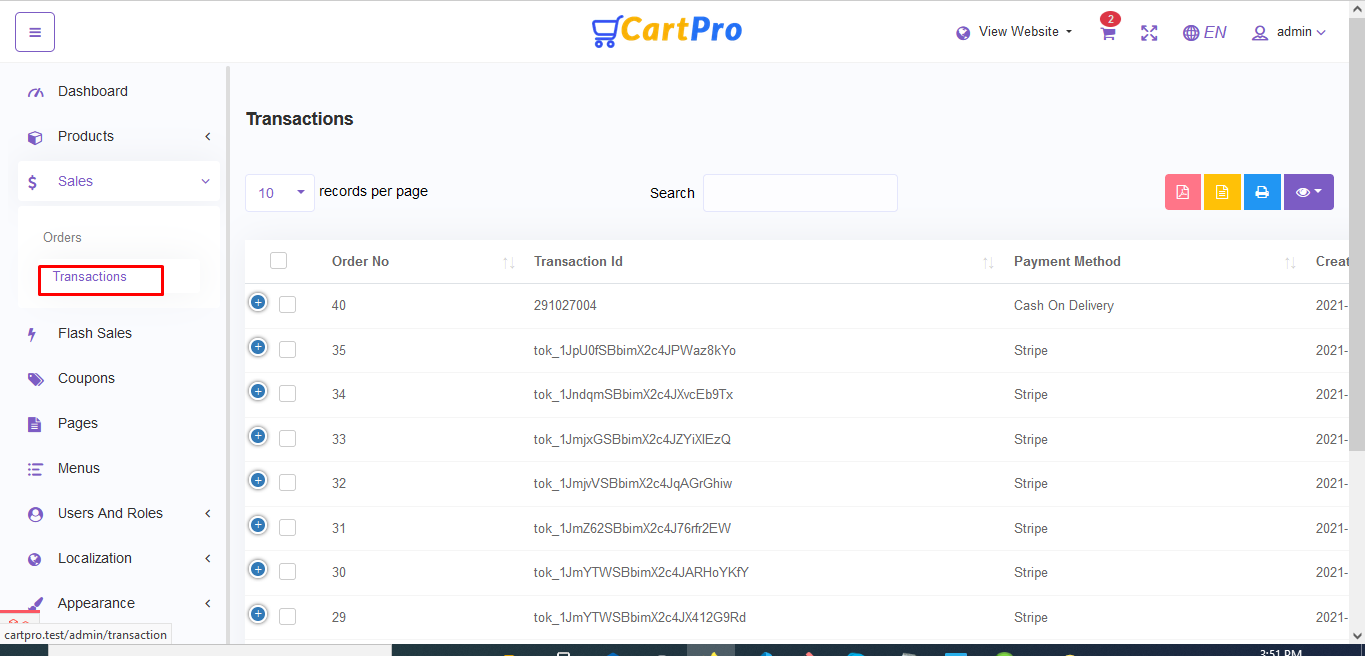 CartPro
View Website
2
EN
admin
Dashboard
Products
Sales
Orders
Transactions
Flash Sales
Coupons
Pages
Menus
Users And Roles
Localization
Appearance
cartpro.test/admin/transaction
Transactions
10 records per page
Search
Order No Transaction Id Payment Method Creat
40 291027004 Cash On Delivery 2021-
35 tok_1JpU0fSBbimX2c4JPWaz8kYo Stripe 2021-
34 tok_1JndqmSBbimX2c4JXvcEb9Tx Stripe 2021-
33 tok_1JmjxGSBbimX2c4JZYiXlEzQ Stripe 2021-
32 tok_1JmjvVSBbimX2c4JqAGrGhiw Stripe 2021-
31 tok_1JmZ62SBbimX2c4J76rfr2EW Stripe 2021-
30 tok_1JmYTWSBbimX2c4JARHoYKfY Stripe 2021-
29 tok_1JmYTWSBbimX2c4JX412G9Rd Stripe 2021-
3:51 PM